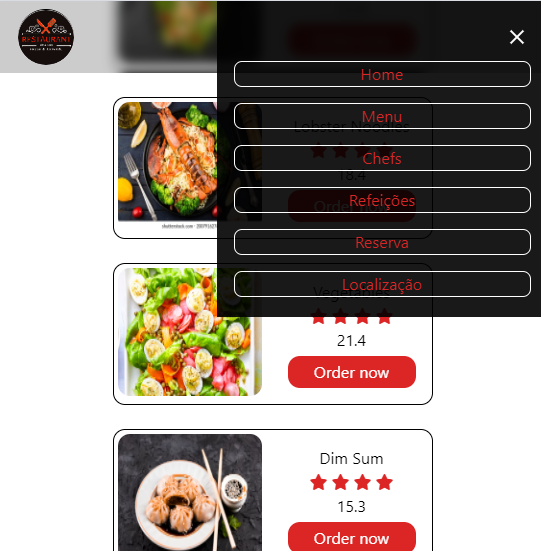 RESTAURANT
Home
Menu
Lobster Noodles
Chefs
18.4
Refeições
Order now
Reserva
Localização
Vegetables
21.4
Order now
Dim Sum
15.3
Order now